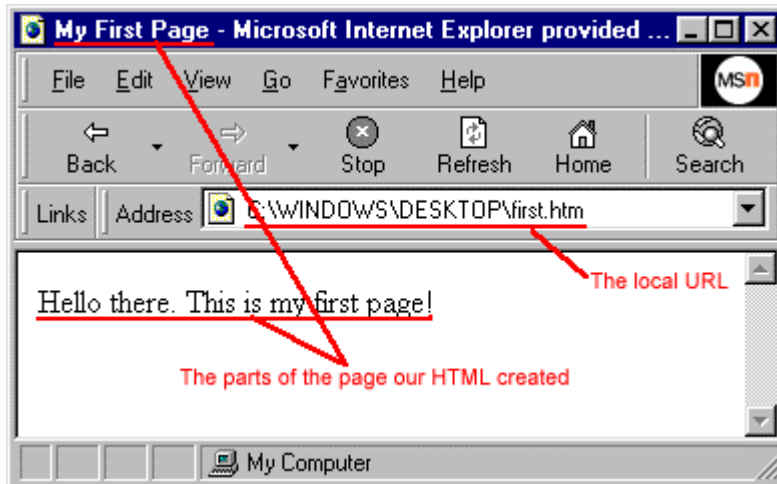 My First Page - Microsoft Internet Explorer provided ...
File Edit View Go Favorites Help
msn
Back Forward Stop Refresh Home Search
Links Address C:\WINDOWS\DESKTOP\first.htm
The local URL
Hello there. This is my first page!
The parts of the page our HTML created
My Computer